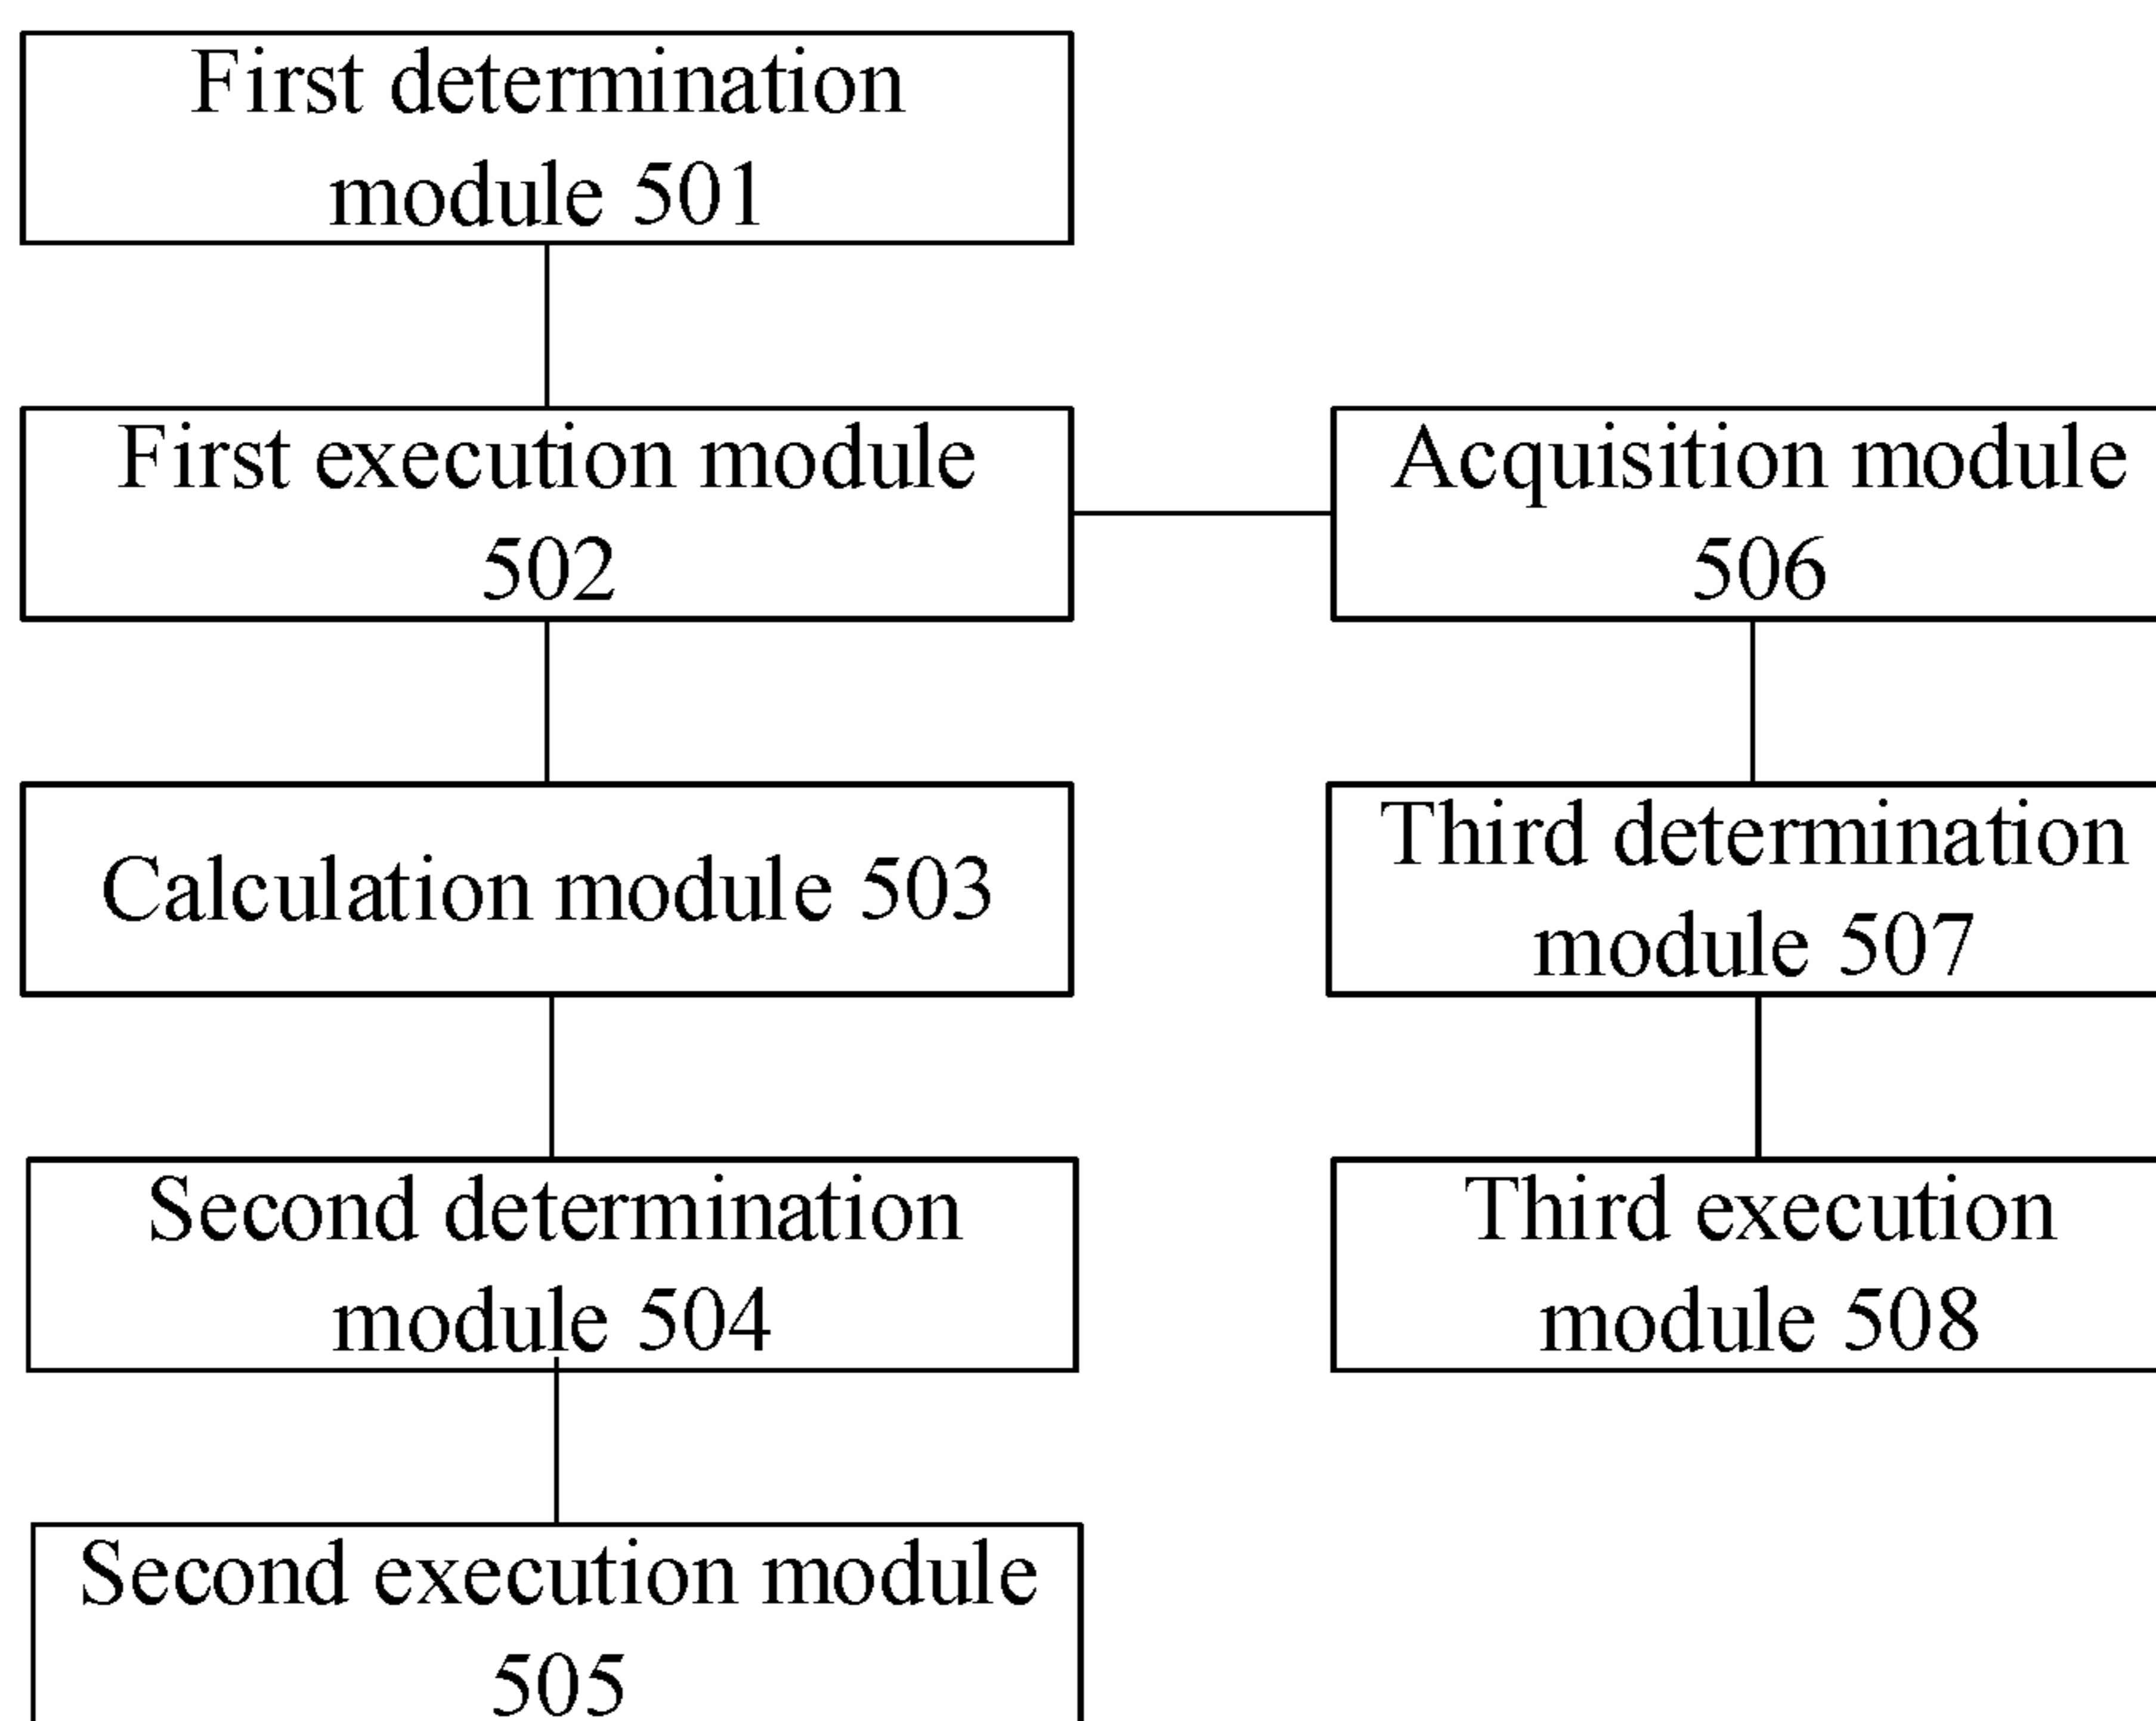 First determination
module 501
First execution module
502
Acquisition module
506
Calculation module 503
Third determination
module 507
Second determination
module 504
Third execution
module 508
Second execution module
505